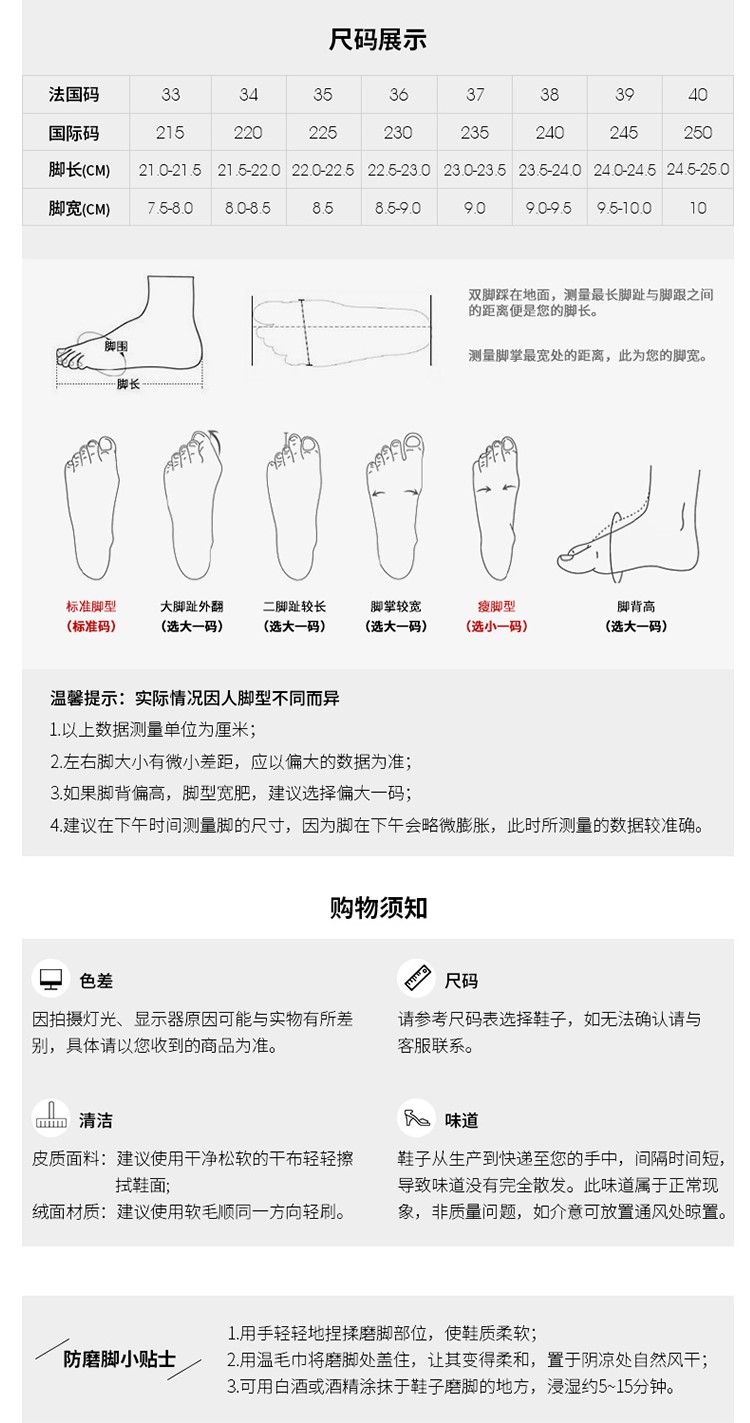 尺码展示
法国码 33 34 35 36 37 38 39 40
国际码 215 220 225 230 235 240 245 250
脚长(CM) 21.0-21.5 21.5-22.0 22.0-22.5 22.5-23.0 23.0-23.5 23.5-24.0 24.0-24.5 24.5-25.0
脚宽(CM) 7.5-8.0 8.0-8.5 8.5 8.5-9.0 9.0 9.0-9.5 9.5-10.0 10
脚围
脚长
双脚踩在地面，测量最长脚趾与脚跟之间
的距离便是您的脚长。
测量脚掌最宽处的距离，此为您的脚宽。
标准脚型 大脚趾外翻 二脚趾较长 脚掌较宽 瘦脚型 脚背高
（标准码） （选大一码） （选大一码） （选大一码） （选小一码） （选大一码）
温馨提示：实际情况因人脚型不同而异
1.以上数据测量单位为厘米；
2.左右脚大小有微小差距，应以偏大的数据为准；
3.如果脚背偏高，脚型宽肥，建议选择偏大一码；
4.建议在下午时间测量脚的尺寸，因为脚在下午会略微膨胀，此时所测量的数据较准确。
购物须知
色差
因拍摄灯光、显示器原因可能与实物有所差
别，具体请以您收到的商品为准。
尺码
请参考尺码表选择鞋子，如无法确认请与
客服联系。
清洁
皮质面料：建议使用干净松软的干布轻轻擦
拭鞋面;
绒面材质：建议使用软毛顺同一方向轻刷。
味道
鞋子从生产到快递至您的手中，间隔时间短，
导致味道没有完全散发。此味道属于正常现
象，非质量问题，如介意可放置通风处晾置。
防磨脚小贴士
1.用手轻轻地捏揉磨脚部位，使鞋质柔软；
2.用温毛巾将磨脚处盖住，让其变得柔和，置于阴凉处自然风干；
3.可用白酒或酒精涂抹于鞋子磨脚的地方，浸湿约5~15分钟。